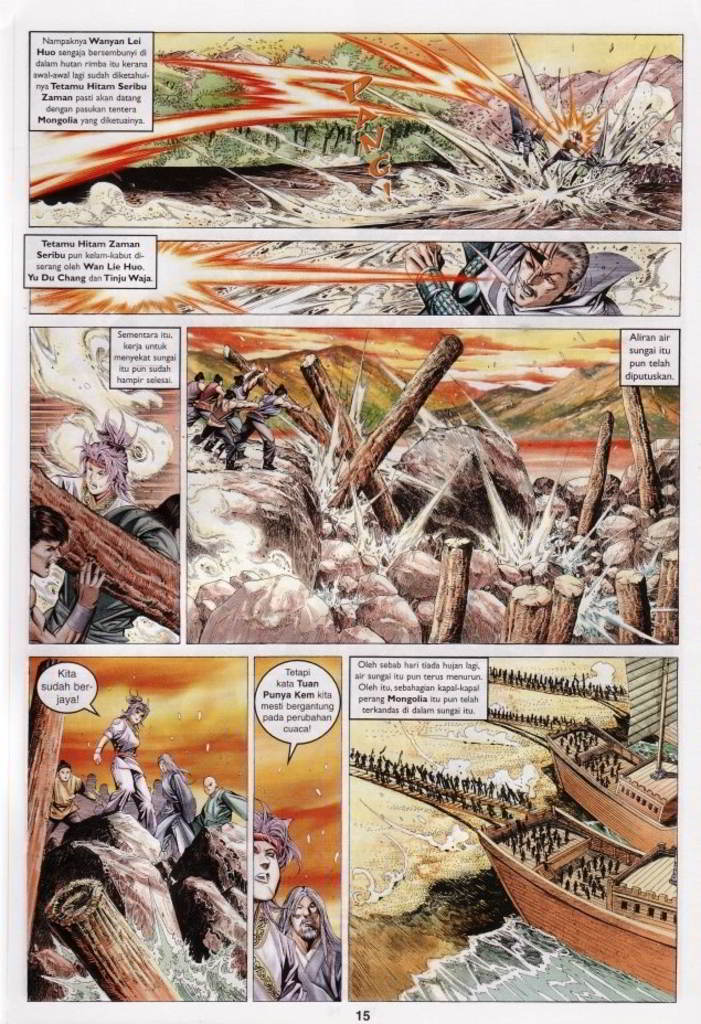 Nampaknya Wanyan Lei
Huo sengaja bersembunyi di
dalam hutan rimba itu kerana
awal-awal lagi sudah diketahui-
nya Tetamu Hitam Seribu
Zaman pasti akan datang
dengan pasukan tentera
Mongolia yang diketuainya.
PANG!
Tetamu Hitam Zaman
Seribu pun kelam-kabut di-
serang oleh Wan Lie Huo,
Yu Du Chang dan Tinju Waja.
Sementara itu,
kerja untuk
menyekat sungai
itu pun sudah
hampir selesai.
Aliran air
sungai itu
pun telah
diputuskan.
Kita
sudah ber-
jaya!
Tetapi
kata Tuan
Punya Kem kita
mesti bergantung
pada perubahan
cuaca!
Oleh sebab hari tiada hujan lagi,
air sungai itu pun terus menurun.
Oleh itu, sebahagian kapal-kapal
perang Mongolia itu pun telah
terkandas di dalam sungai itu.
15